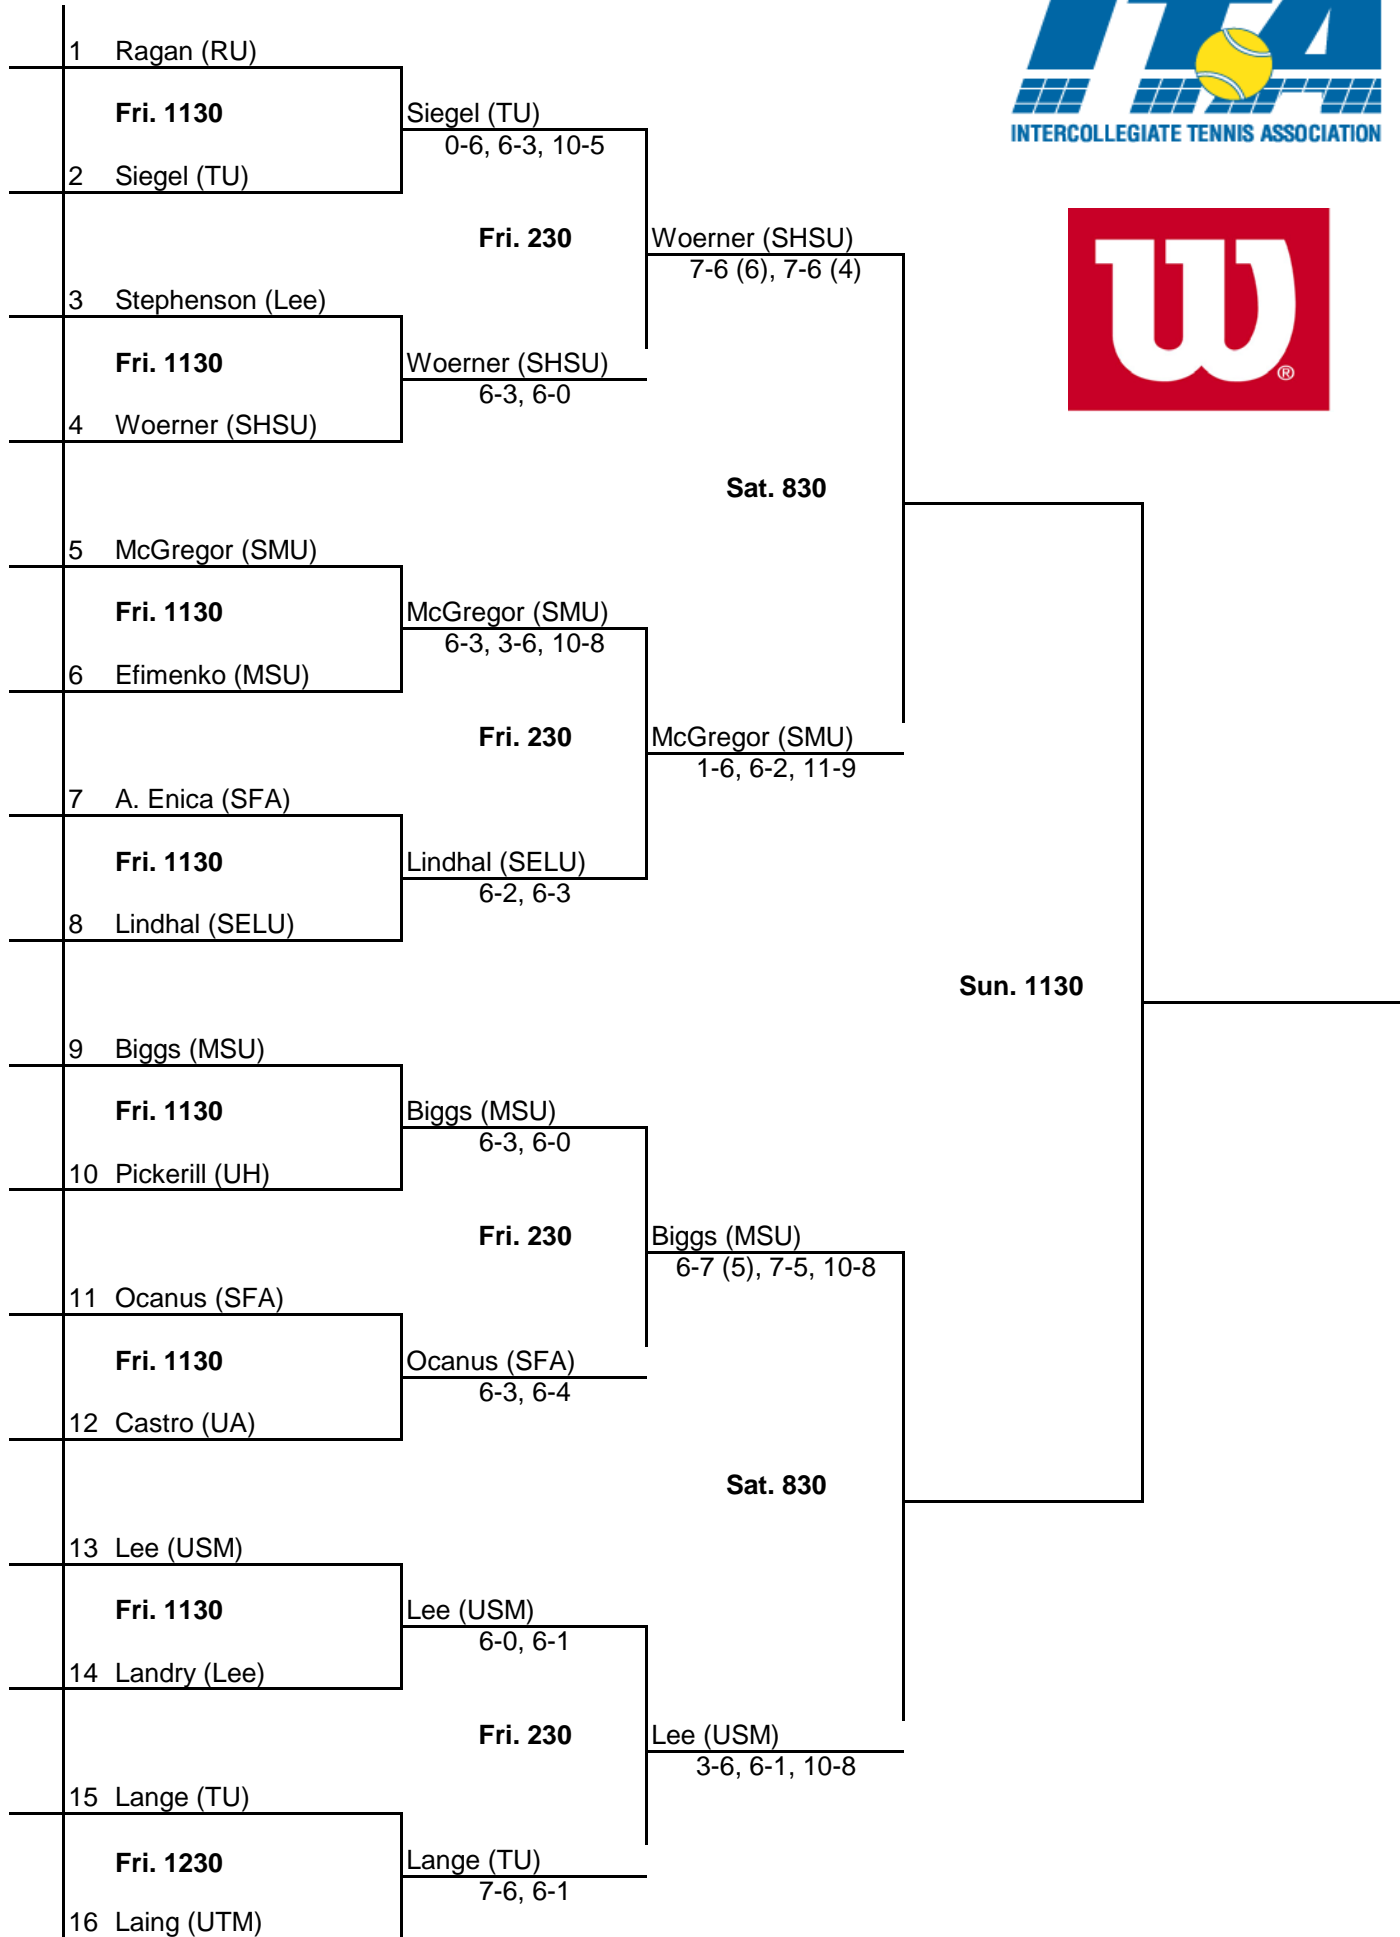 ITA
INTERCOLLEGIATE TENNIS ASSOCIATION
W
®
1 Ragan (RU)
Fri. 1130
Siegel (TU)
0-6, 6-3, 10-5
2 Siegel (TU)
Fri. 230
Woerner (SHSU)
7-6 (6), 7-6 (4)
3 Stephenson (Lee)
Fri. 1130
Woerner (SHSU)
6-3, 6-0
4 Woerner (SHSU)
Sat. 830
5 McGregor (SMU)
Fri. 1130
McGregor (SMU)
6-3, 3-6, 10-8
6 Efimenko (MSU)
Fri. 230
McGregor (SMU)
1-6, 6-2, 11-9
7 A. Enica (SFA)
Fri. 1130
Lindhal (SELU)
6-2, 6-3
8 Lindhal (SELU)
Sun. 1130
9 Biggs (MSU)
Fri. 1130
Biggs (MSU)
6-3, 6-0
10 Pickerill (UH)
Fri. 230
Biggs (MSU)
6-7 (5), 7-5, 10-8
11 Ocanus (SFA)
Fri. 1130
Ocanus (SFA)
6-3, 6-4
12 Castro (UA)
Sat. 830
13 Lee (USM)
Fri. 1130
Lee (USM)
6-0, 6-1
14 Landry (Lee)
Fri. 230
Lee (USM)
3-6, 6-1, 10-8
15 Lange (TU)
Fri. 1230
Lange (TU)
7-6, 6-1
16 Laing (UTM)